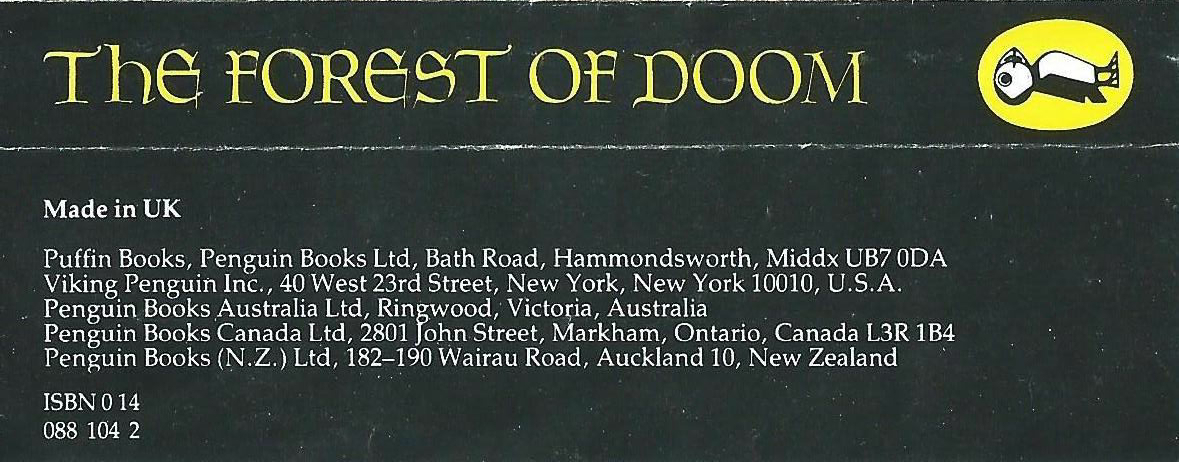 The Forest of Doom
Made in UK
Puffin Books, Penguin Books Ltd, Bath Road, Hammondsworth, Middx UB7 0DA
Viking Penguin Inc., 40 West 23rd Street, New York, New York 10010, U.S.A.
Penguin Books Australia Ltd, Ringwood, Victoria, Australia
Penguin Books Canada Ltd, 2801 John Street, Markham, Ontario, Canada L3R 1B4
Penguin Books (N.Z.) Ltd, 182–190 Wairau Road, Auckland 10, New Zealand
ISBN 0 14
088 104 2